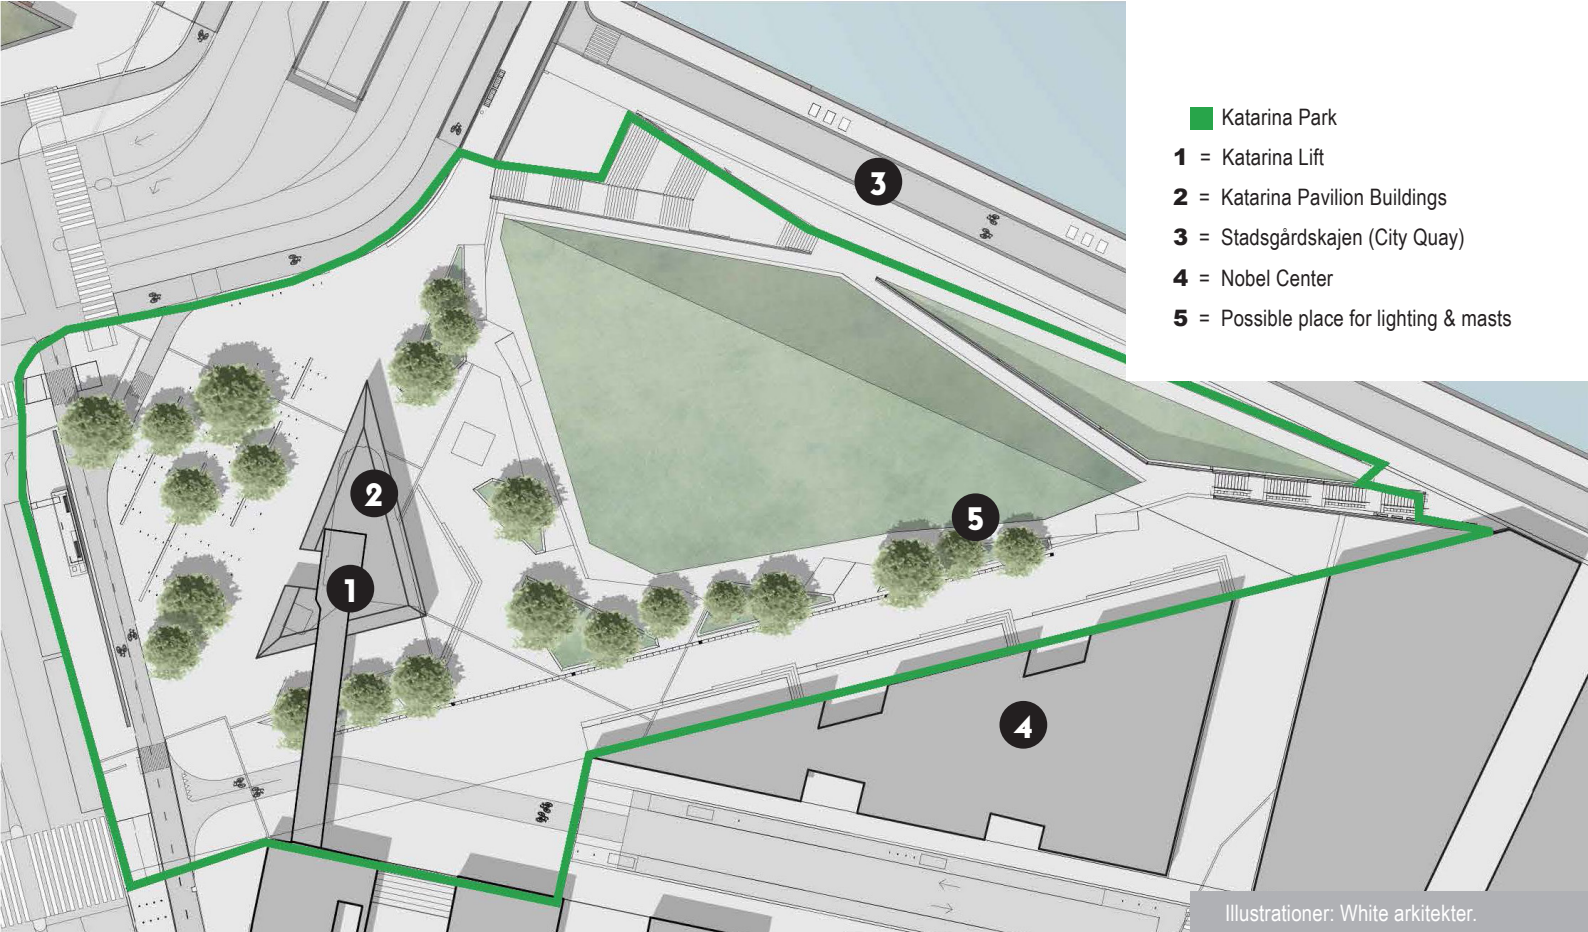 Katarina Park
1 = Katarina Lift
2 = Katarina Pavilion Buildings
3 = Stadsgårdskajen (City Quay)
4 = Nobel Center
5 = Possible place for lighting & masts
3
2
5
1
4
Illustrationer: White arkitekter.